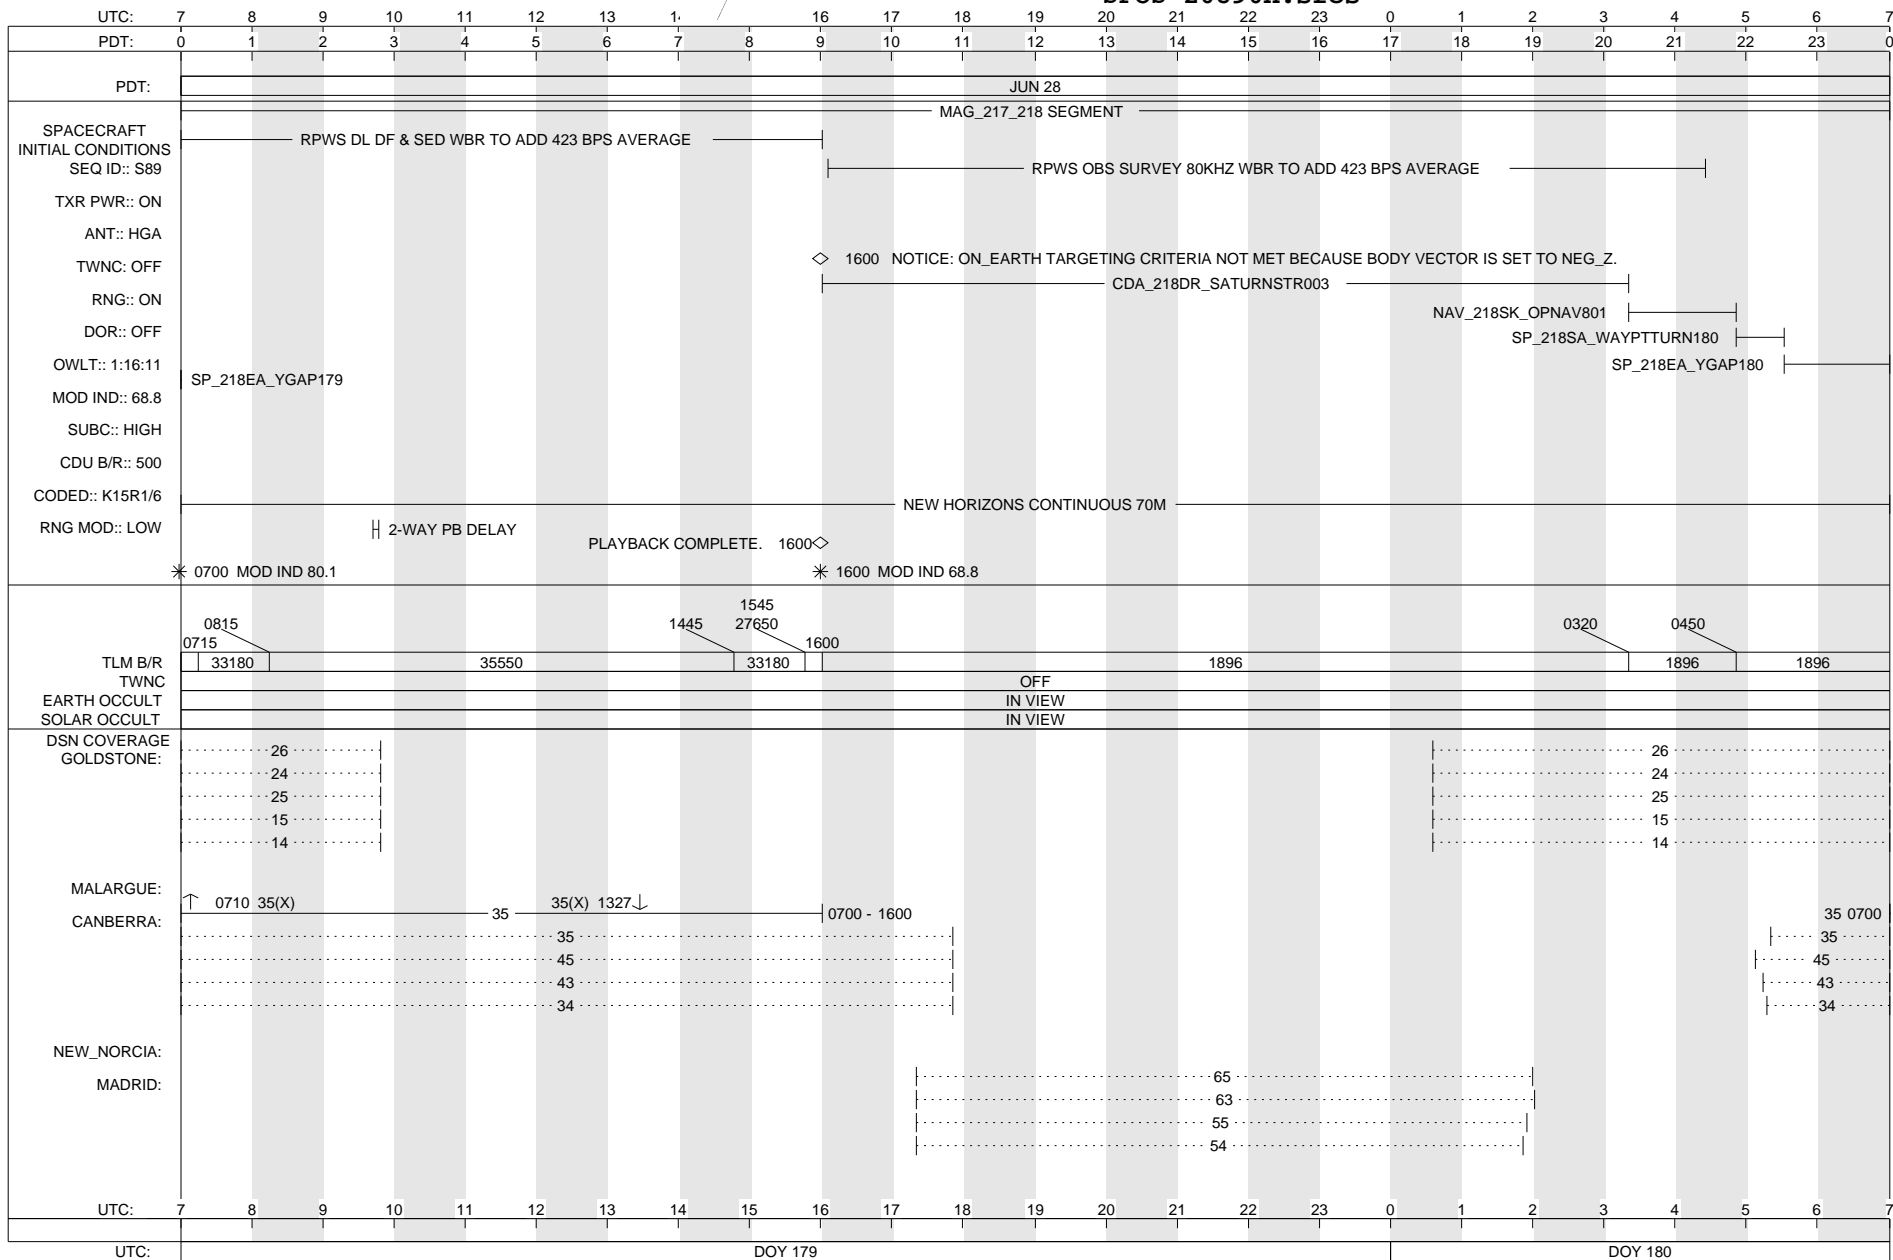 UTC: 7 8 9 10 11 12 13 16 17 18 19 20 21 22 23 0 1 2 3 4 5 6 7
PDT: 0 1 2 3 4 5 6 7 8 9 10 11 12 13 14 15 16 17 18 19 20 21 22 23 0
PDT: JUN 28
MAG_217_218 SEGMENT
SPACECRAFT
INITIAL CONDITIONS
RPWS DL DF & SED WBR TO ADD 423 BPS AVERAGE
SEQ ID:: S89
RPWS OBS SURVEY 80KHZ WBR TO ADD 423 BPS AVERAGE
TXR PWR:: ON
ANT:: HGA
1600 NOTICE: ON_EARTH TARGETING CRITERIA NOT MET BECAUSE BODY VECTOR IS SET TO NEG_Z.
TWNC: OFF
CDA_218DR_SATURNSTR003
RNG:: ON
NAV_218SK_OPNAV801
DOR:: OFF
SP_218SA_WAYPTTURN180
OWLT:: 1:16:11
SP_218EA_YGAP180
SP_218EA_YGAP179
MOD IND:: 68.8
SUBC:: HIGH
CDU B/R:: 500
CODED:: K15R1/6
NEW HORIZONS CONTINUOUS 70M
RNG MOD:: LOW
2-WAY PB DELAY
PLAYBACK COMPLETE. 1600
0700 MOD IND 80.1
1600 MOD IND 68.8
1545
0815 1445 27650 0320 0450
0715 1600
TLM B/R 33180 35550 33180 1896 1896 1896
TWNC OFF
EARTH OCCULT IN VIEW
SOLAR OCCULT IN VIEW
DSN COVERAGE
GOLDSTONE:
26 26
24 24
25 25
15 15
14 14
MALARGUE:
0710 35(X) 35(X) 1327
CANBERRA: 35 0700 - 1600 35 0700
35 35
45 45
43 43
34 34
NEW_NORCIA:
MADRID:
65
63
55
54
UTC: 7 8 9 10 11 12 13 14 15 16 17 18 19 20 21 22 23 0 1 2 3 4 5 6 7
UTC: DOY 179 DOY 180